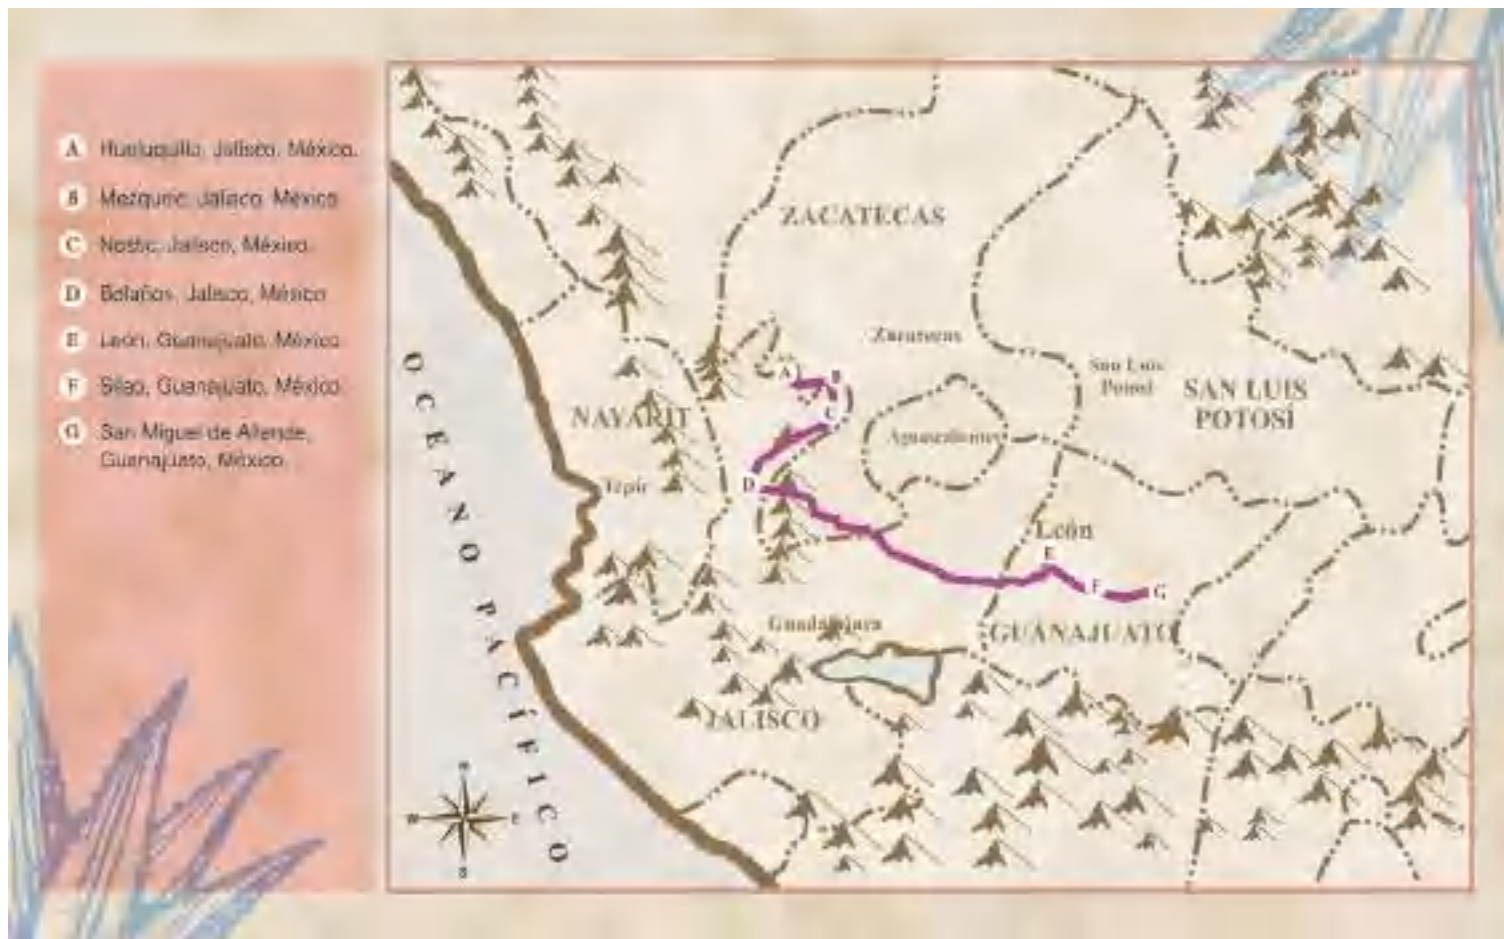 A Huejuquilla, Jalisco, México.
B Mezquitic, Jalisco, México
C Nostic, Jalisco, México.
D Bolaños, Jalisco, México
E León, Guanajuato, México.
F Silao, Guanajuato, México.
G San Miguel de Allende,
Guanajuato, México.
ZACATECAS
Zacatecas
San Luis
Potosí
SAN LUIS
POTOSÍ
A
B
C
NAYARIT
Aguascalientes
D
León
E
F
G
Guadalajara
GUANAJUATO
JALISCO
OCEANO PACÍFICO